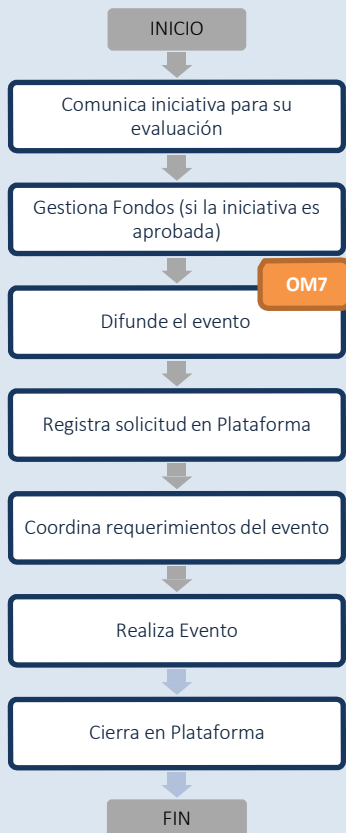 INICIO
Comunica iniciativa para su
evaluación
Gestiona Fondos (si la iniciativa es
aprobada)
OM7
Difunde el evento
Registra solicitud en Plataforma
Coordina requerimientos del evento
Realiza Evento
Cierra en Plataforma
FIN